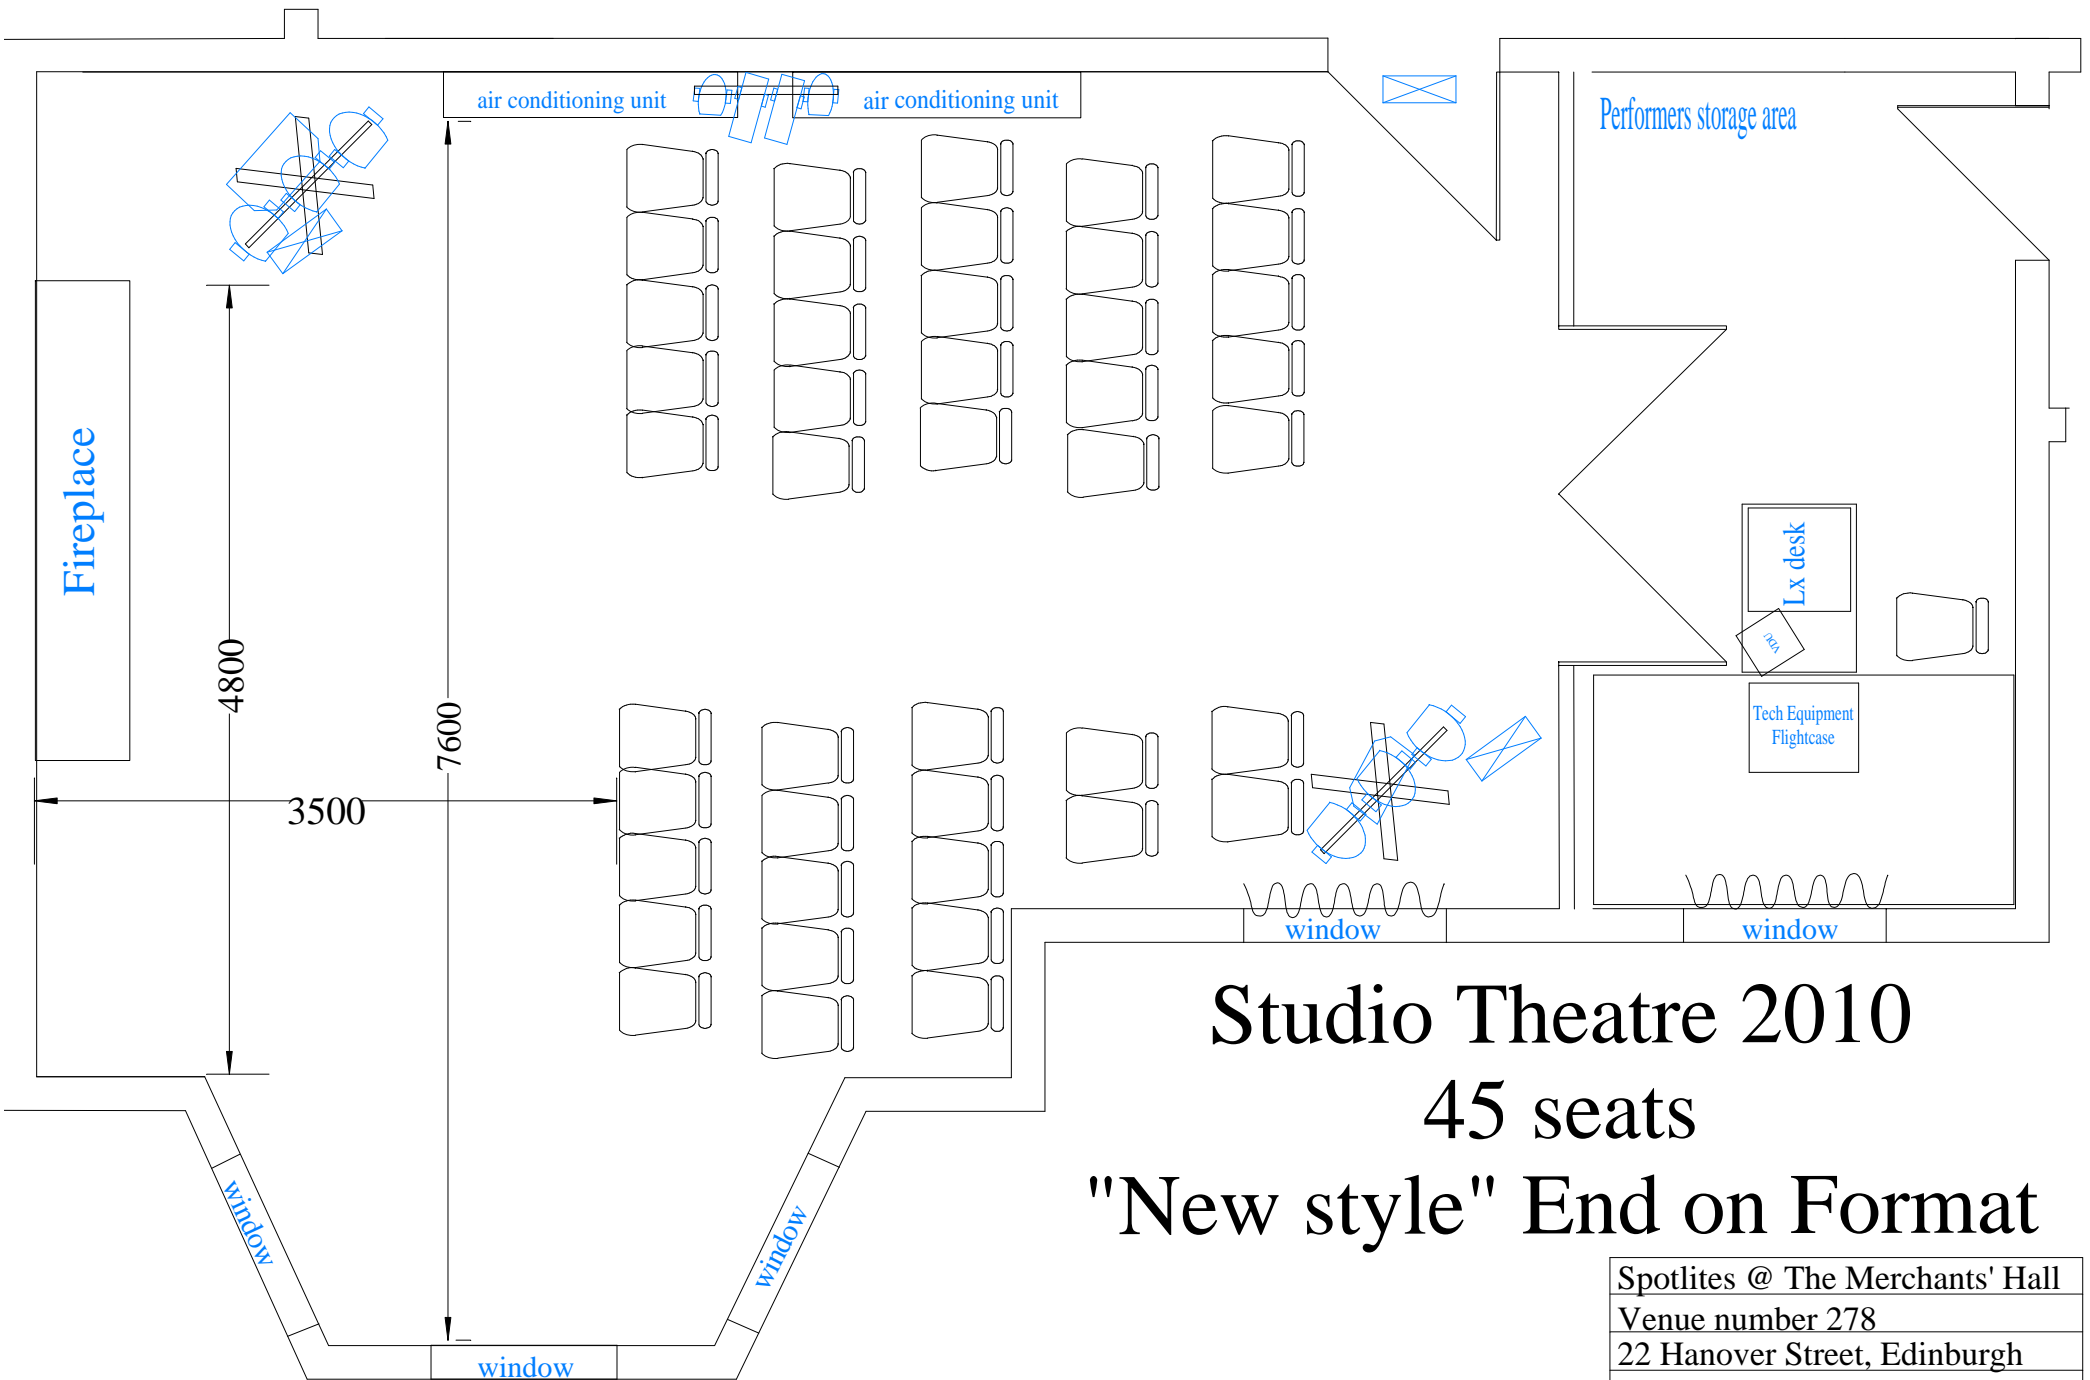 air conditioning unit
air conditioning unit
Performers storage area
Fireplace
4800
7600
3500
Lx desk
VDU
Tech Equipment
Flightcase
window
window
window
window
window
Studio Theatre 2010
45 seats
"New style" End on Format
Spotlites @ The Merchants' Hall
Venue number 278
22 Hanover Street, Edinburgh